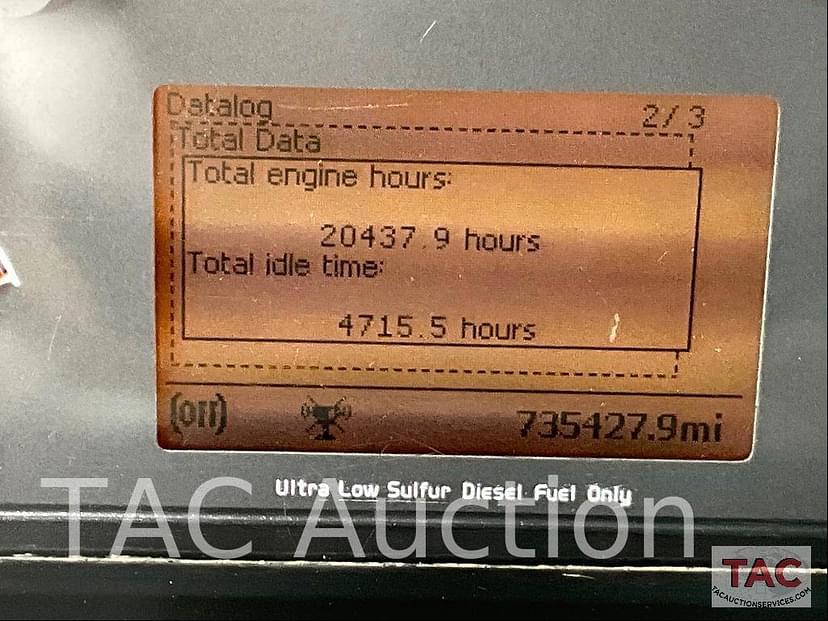 Datalog 2/3
Total Data
Total engine hours:
20437.9 hours
Total idle time:
4715.5 hours
(off) 735427.9mi
Ultra Low Sulfur Diesel Fuel Only
TAC Auction
TAC
TACAUCTIONSERVICES.COM